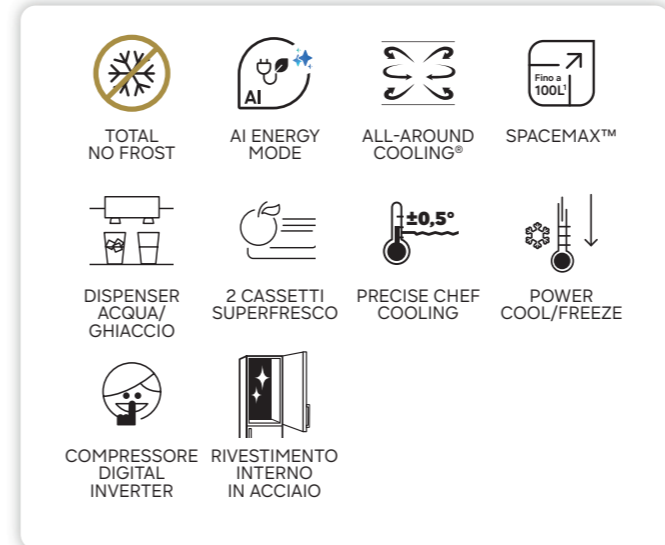 AI
Fino a
100L¹
TOTAL
NO FROST
AI ENERGY
MODE
ALL-AROUND
COOLING®
SPACEMAX™
±0,5°
DISPENSER
ACQUA/
GHIACCIO
2 CASSETTI
SUPERFRESCO
PRECISE CHEF
COOLING
POWER
COOL/FREEZE
COMPRESSORE
DIGITAL
INVERTER
RIVESTIMENTO
INTERNO
IN ACCIAIO